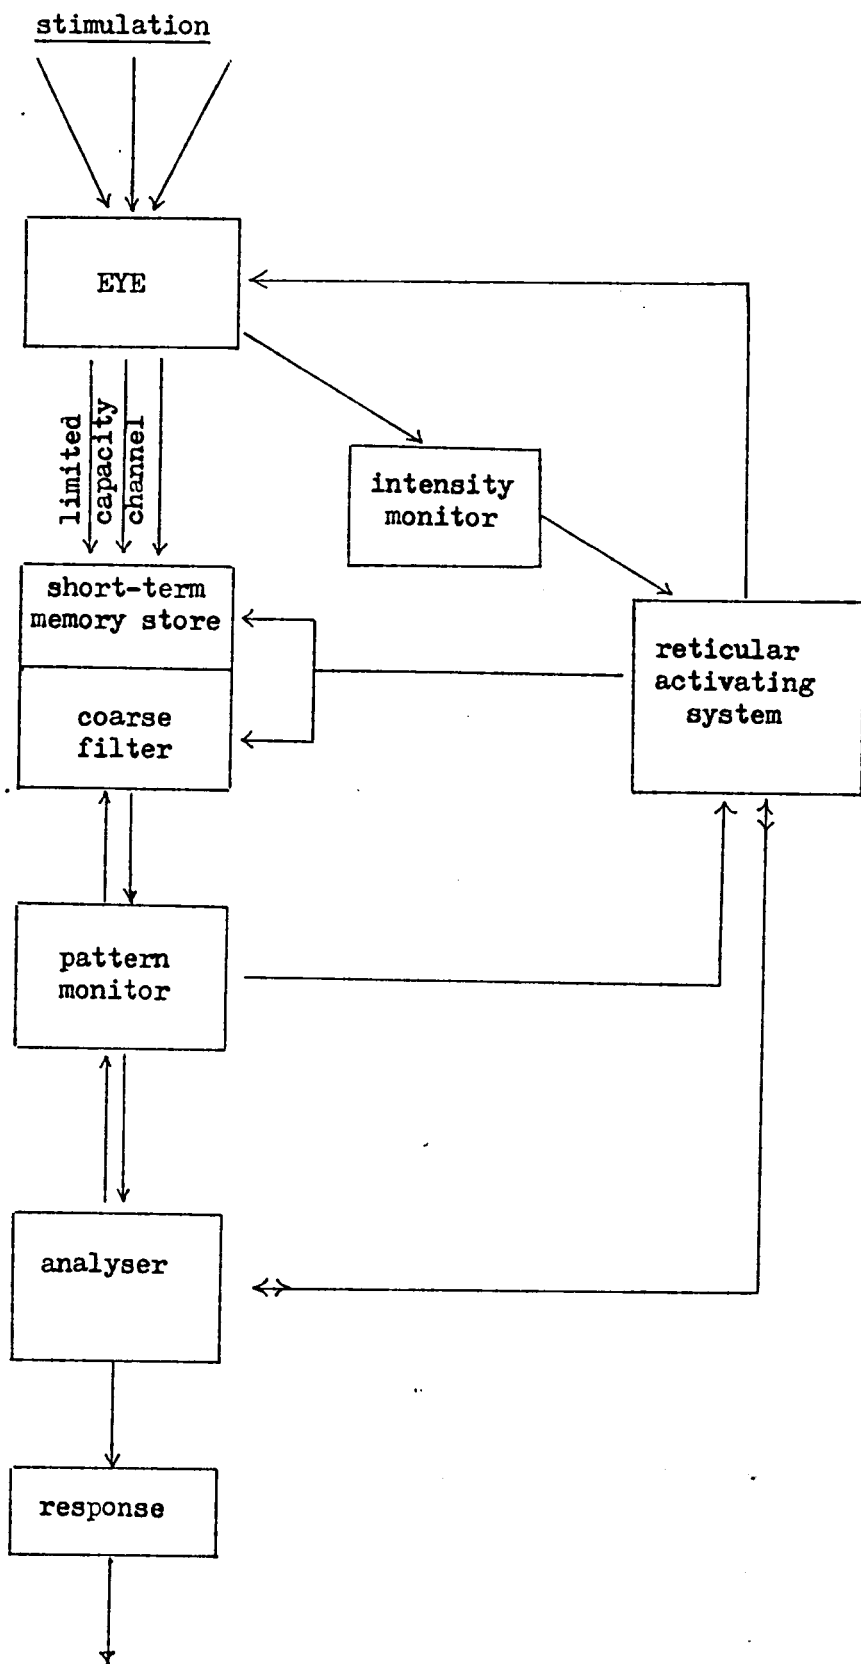 stimulation
EYE
limited
capacity
channel
intensity
monitor
short-term
memory store
reticular
activating
system
coarse
filter
pattern
monitor
analyser
response